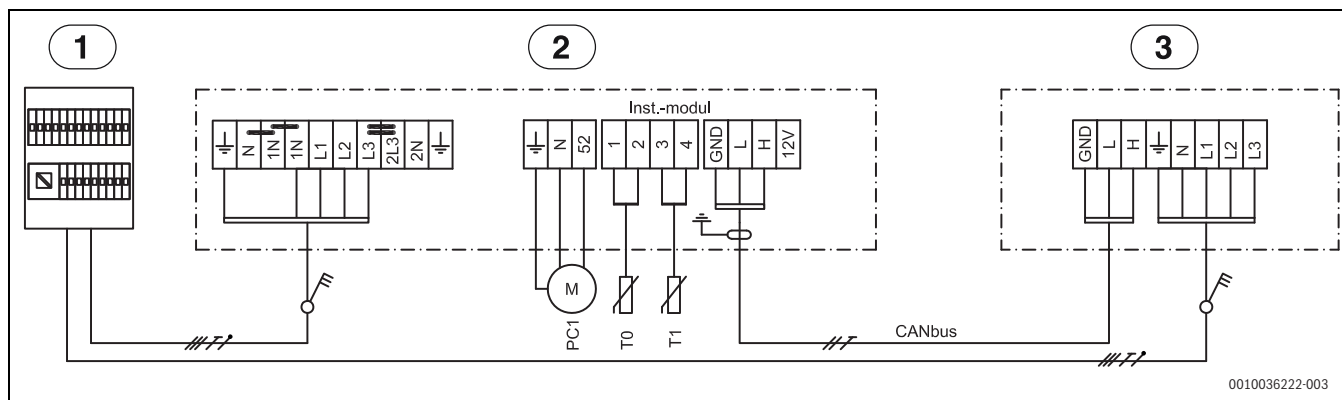 1
2
3
Inst.-modul
N 1N 1N L1 L2 L3 2L3 2N
N 52
1 2 3 4
GND L H 12V
GND L H N L1 L2 L3
M
PC1
T0
T1
CANbus
0010036222-003